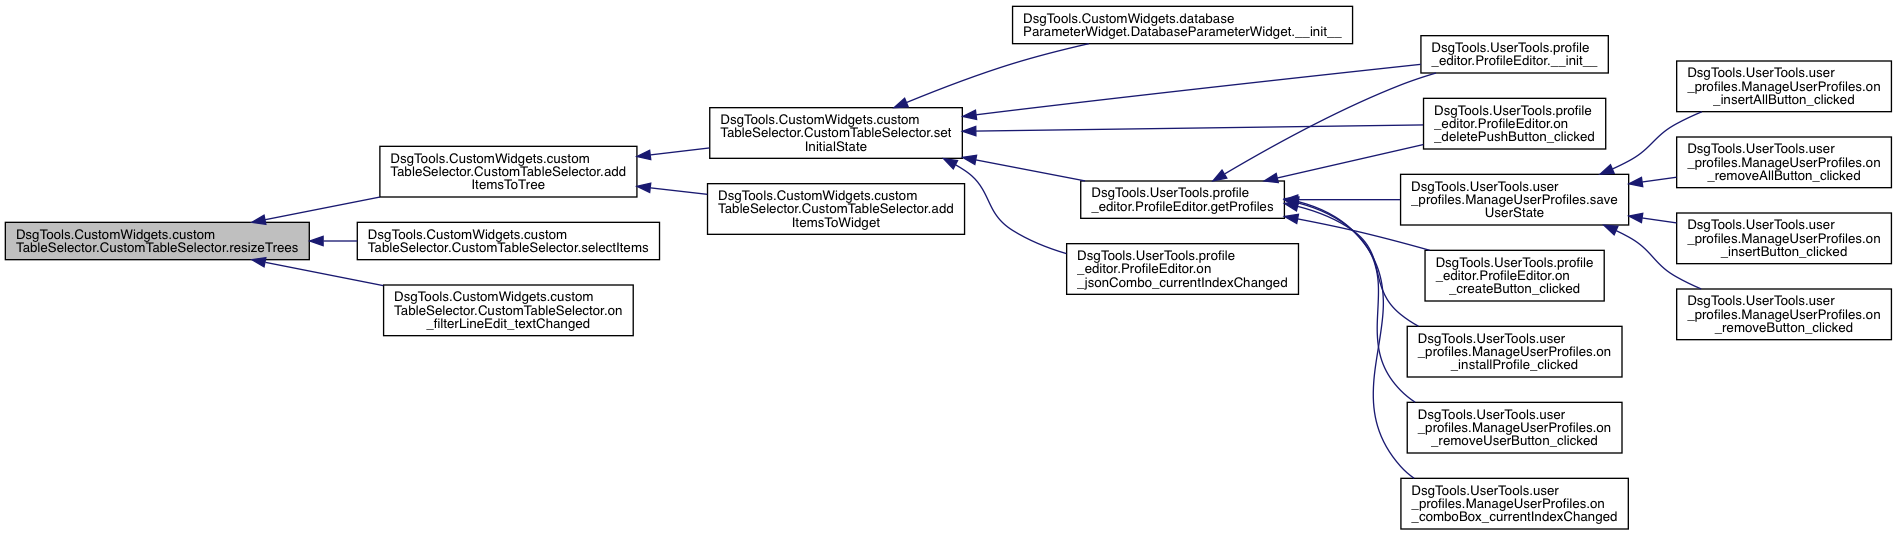 DsgTools.CustomWidgets.custom
TableSelector.CustomTableSelector.resizeTrees
DsgTools.CustomWidgets.custom
TableSelector.CustomTableSelector.add
ItemsToTree
DsgTools.CustomWidgets.custom
TableSelector.CustomTableSelector.selectItems
DsgTools.CustomWidgets.custom
TableSelector.CustomTableSelector.on
_filterLineEdit_textChanged
DsgTools.CustomWidgets.custom
TableSelector.CustomTableSelector.set
InitialState
DsgTools.CustomWidgets.custom
TableSelector.CustomTableSelector.add
ItemsToWidget
DsgTools.CustomWidgets.database
ParameterWidget.DatabaseParameterWidget.__init__
DsgTools.UserTools.profile
_editor.ProfileEditor.getProfiles
DsgTools.UserTools.profile
_editor.ProfileEditor.on
_jsonCombo_currentIndexChanged
DsgTools.UserTools.profile
_editor.ProfileEditor.__init__
DsgTools.UserTools.profile
_editor.ProfileEditor.on
_deletePushButton_clicked
DsgTools.UserTools.user
_profiles.ManageUserProfiles.save
UserState
DsgTools.UserTools.profile
_editor.ProfileEditor.on
_createButton_clicked
DsgTools.UserTools.user
_profiles.ManageUserProfiles.on
_installProfile_clicked
DsgTools.UserTools.user
_profiles.ManageUserProfiles.on
_removeUserButton_clicked
DsgTools.UserTools.user
_profiles.ManageUserProfiles.on
_comboBox_currentIndexChanged
DsgTools.UserTools.user
_profiles.ManageUserProfiles.on
_insertAllButton_clicked
DsgTools.UserTools.user
_profiles.ManageUserProfiles.on
_removeAllButton_clicked
DsgTools.UserTools.user
_profiles.ManageUserProfiles.on
_insertButton_clicked
DsgTools.UserTools.user
_profiles.ManageUserProfiles.on
_removeButton_clicked